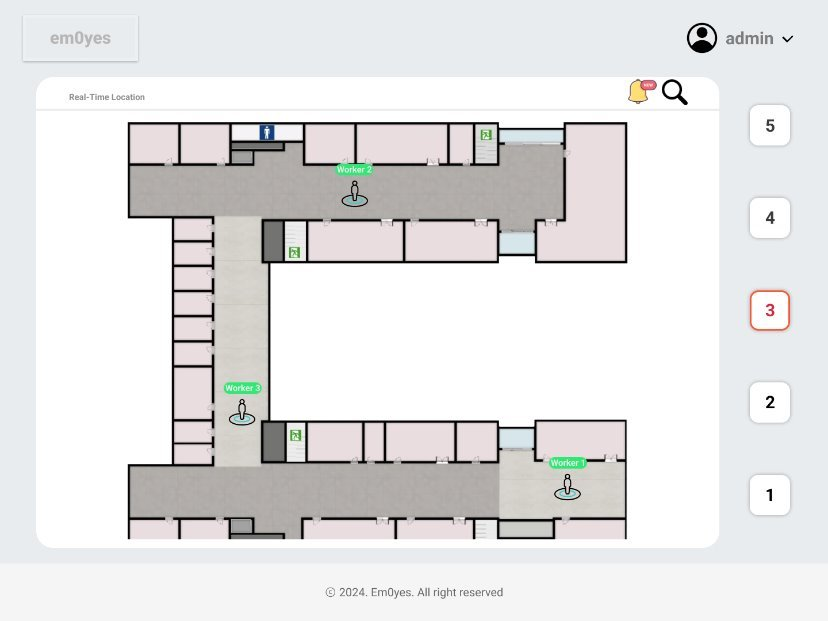 em0yes
admin
Real-Time Location
NEW
5
Worker 2
4
3
Worker 3
2
Worker 1
1
© 2024. Em0yes. All right reserved